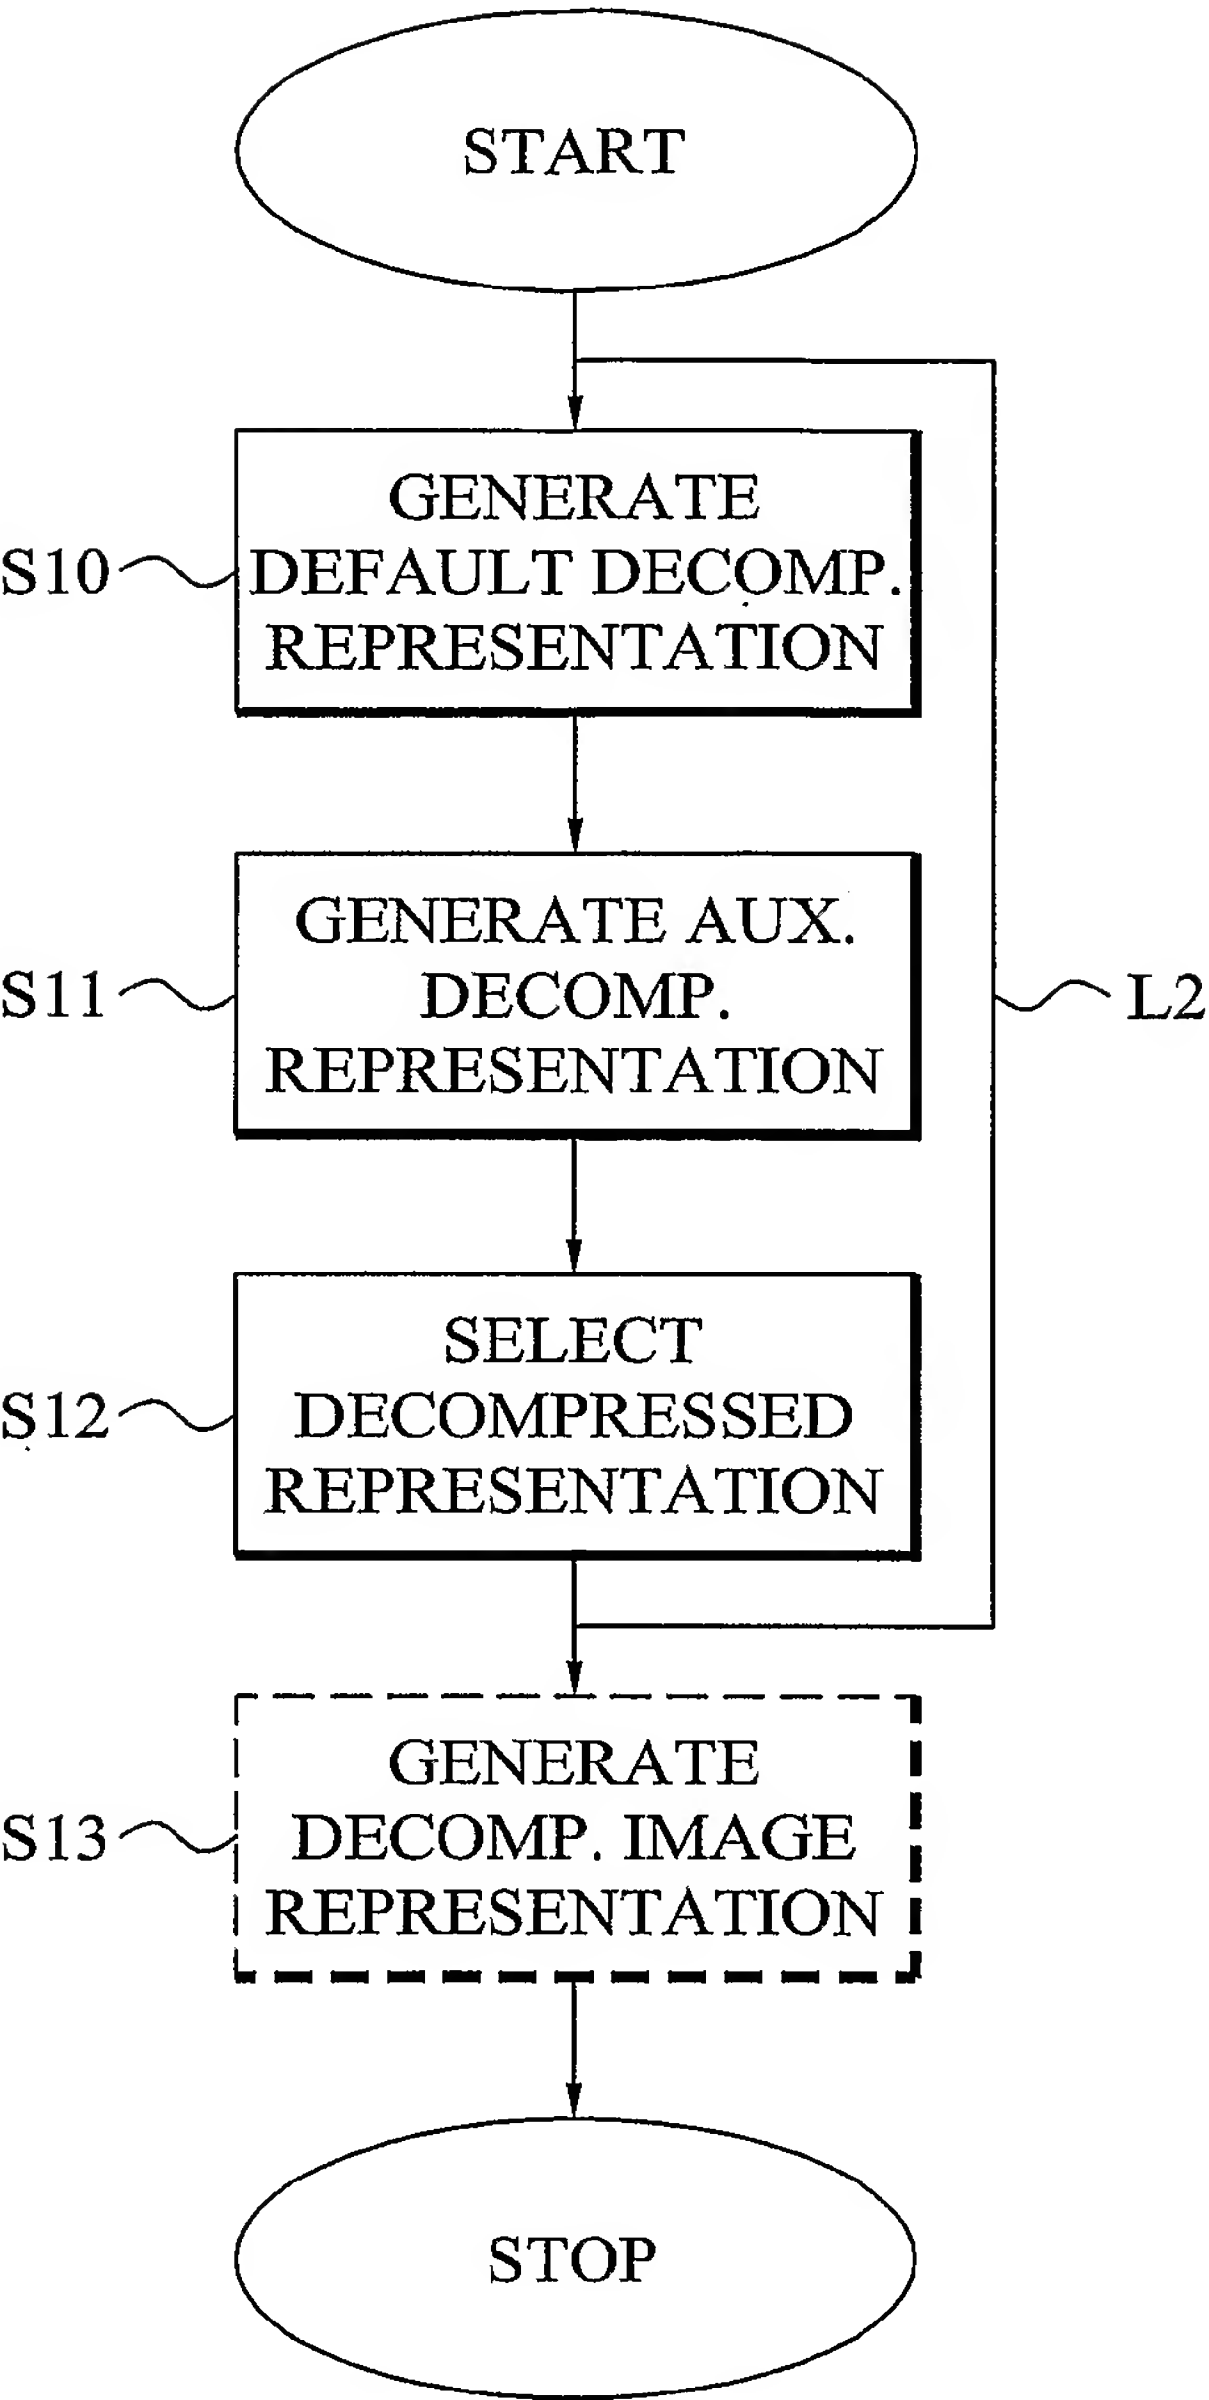 START
GENERATE
S10
DEFAULT DECOMP.
REPRESENTATION
GENERATE AUX.
S11
DECOMP.
L2
REPRESENTATION
SELECT
S12
DECOMPRESSED
REPRESENTATION
GENERATE
S13
DECOMP. IMAGE
REPRESENTATION
STOP